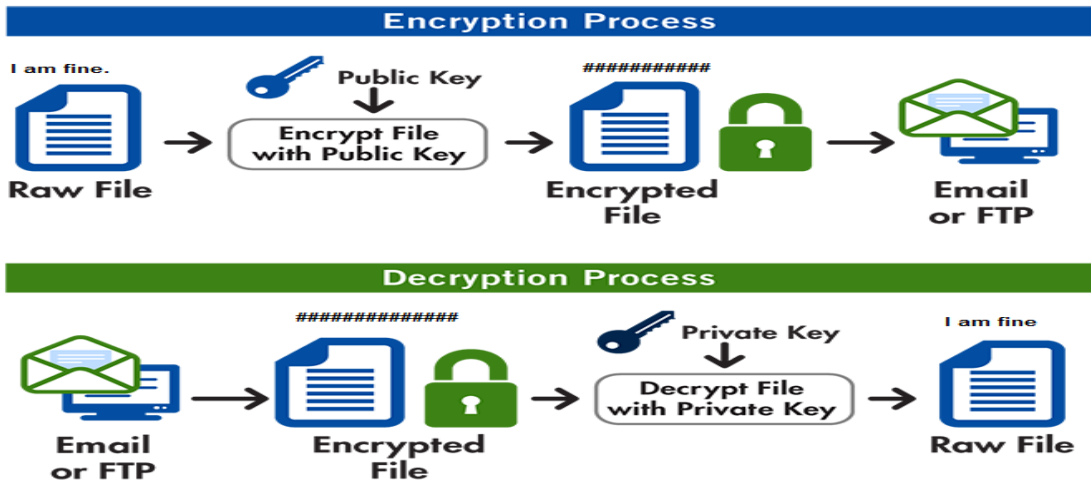 Encryption Process
I am fine.
###########
Public Key
Encrypt File
with Public Key
Raw File
Encrypted
File
Email
or FTP
Decryption Process
##############
Private Key
I am fine
Decrypt File
with Private Key
Email
or FTP
Encrypted
File
Raw File